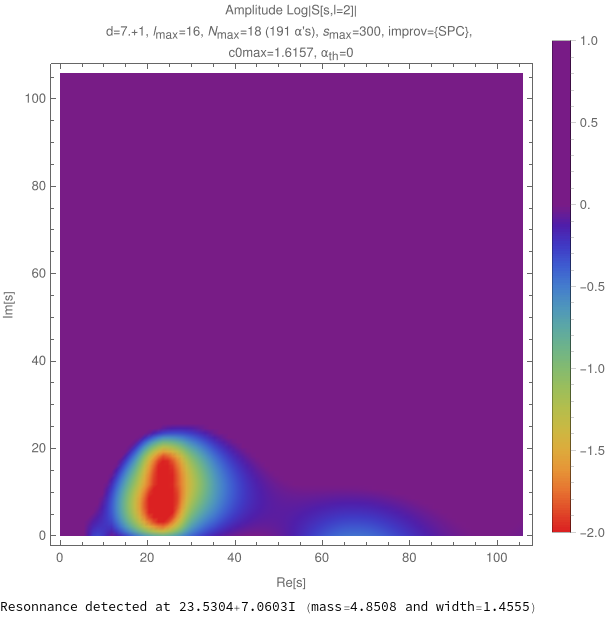 Amplitude Log|S[s,l=2]|
d=7.+1, lmax=16, Nmax=18 (191 α's), smax=300, improv={SPC},
c0max=1.6157, αth=0
100
80
60
40
20
0
Im[s]
0 20 40 60 80 100
Re[s]
1.0
0.5
0.
−0.5
−1.0
−1.5
−2.0
Resonnance detected at 23.5304+7.0603I (mass=4.8508 and width=1.4555)